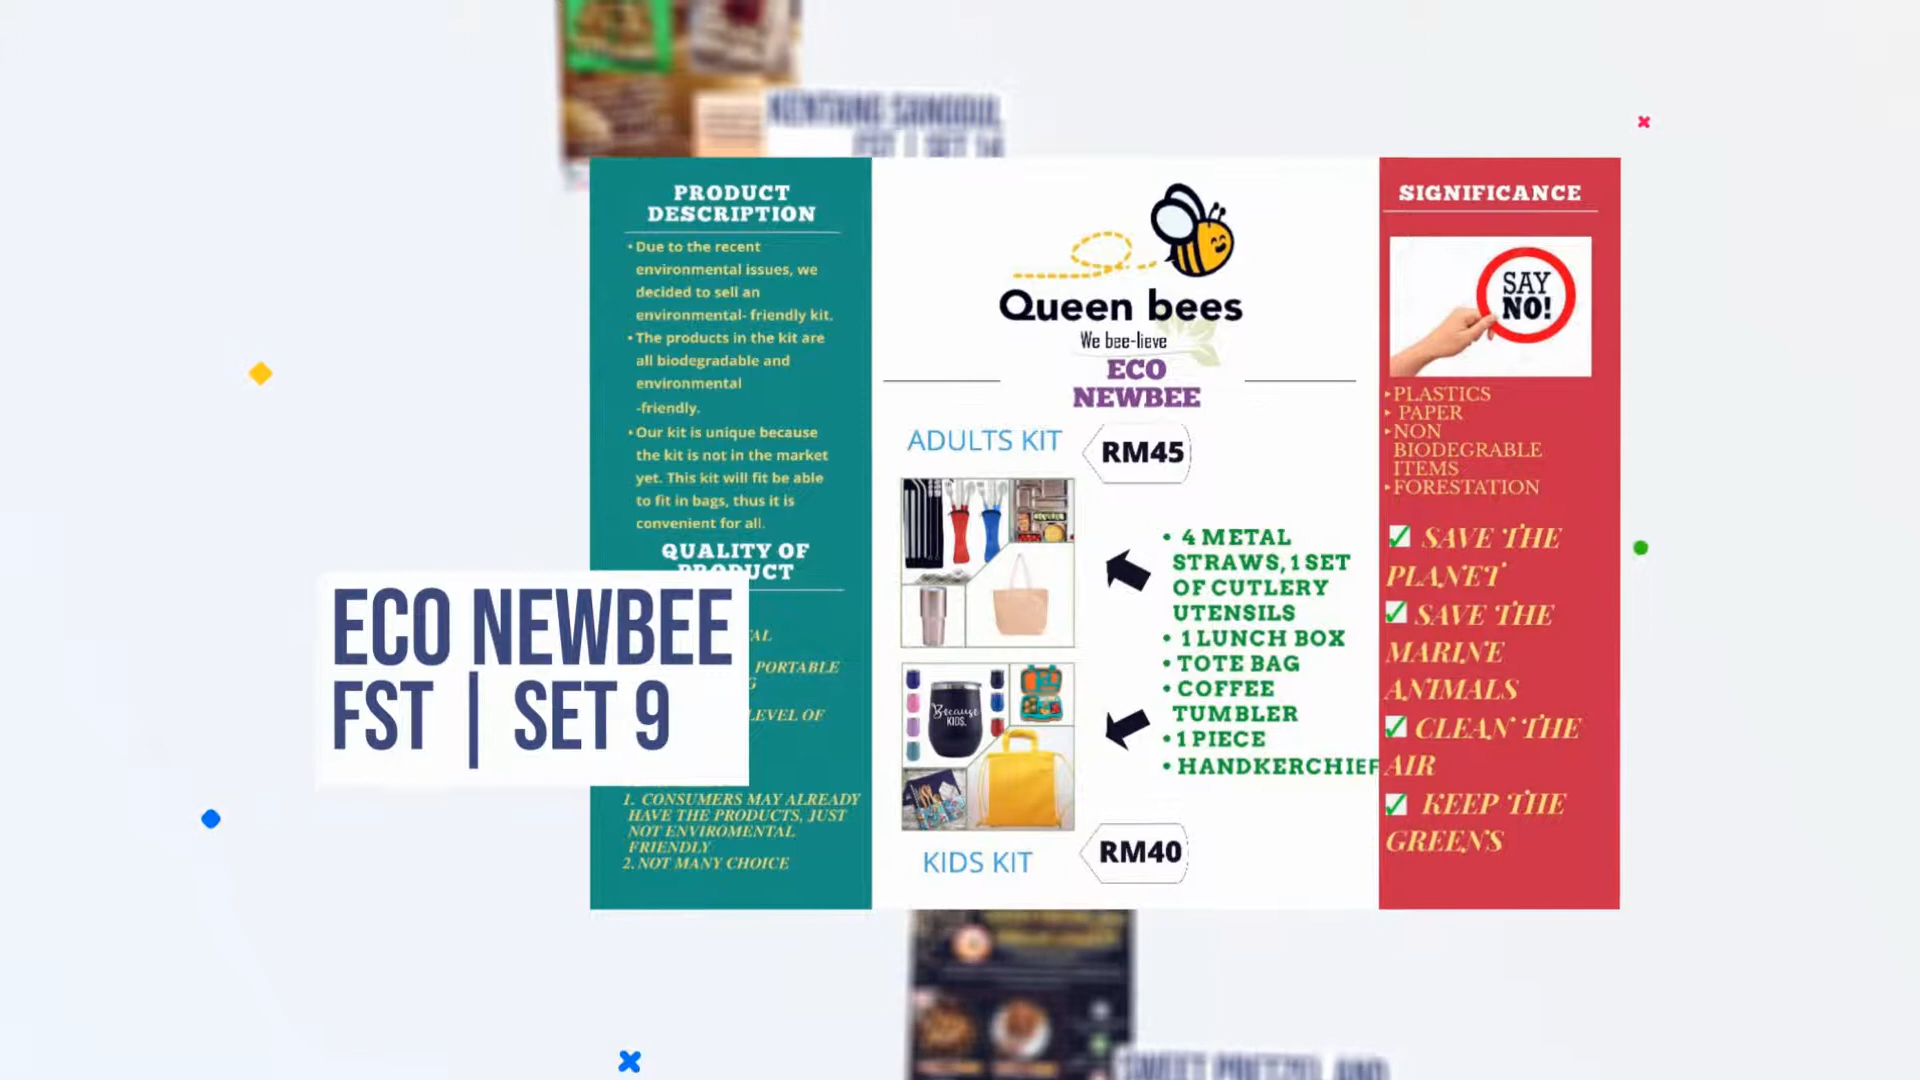 FST | SET
PRODUCT
DESCRIPTION
• Due to the recent
environmental issues, we
decided to sell an
environmental- friendly kit.
• The products in the kit are
all biodegradable and
environmental
-friendly.
• Our kit is unique because
the kit is not in the market
yet. This kit will fit be able
to fit in bags, thus it is
convenient for all.
QUALITY OF
ECO NEWBEE
FST | SET 9
PORTABLE
LEVEL OF
1. CONSUMERS MAY ALREADY
HAVE THE PRODUCTS, JUST
NOT ENVIROMENTAL
FRIENDLY
2. NOT MANY CHOICE
Queen bees
We bee-lieve
ECO
NEWBEE
ADULTS KIT
RM45
• 4 METAL
STRAWS, 1 SET
OF CUTLERY
UTENSILS
• 1 LUNCH BOX
• TOTE BAG
• COFFEE
TUMBLER
• 1 PIECE
• HANDKERCHIEF
Because
KIDS.
KIDS KIT
RM40
SIGNIFICANCE
SAY
NO!
▸PLASTICS
▸ PAPER
▸NON
BIODEGRABLE
ITEMS
▸FORESTATION
✓ SAVE THE
PLANET
✓ SAVE THE
MARINE
ANIMALS
✓ CLEAN THE
AIR
✓ KEEP THE
GREENS
SWEET PRETZEL AND